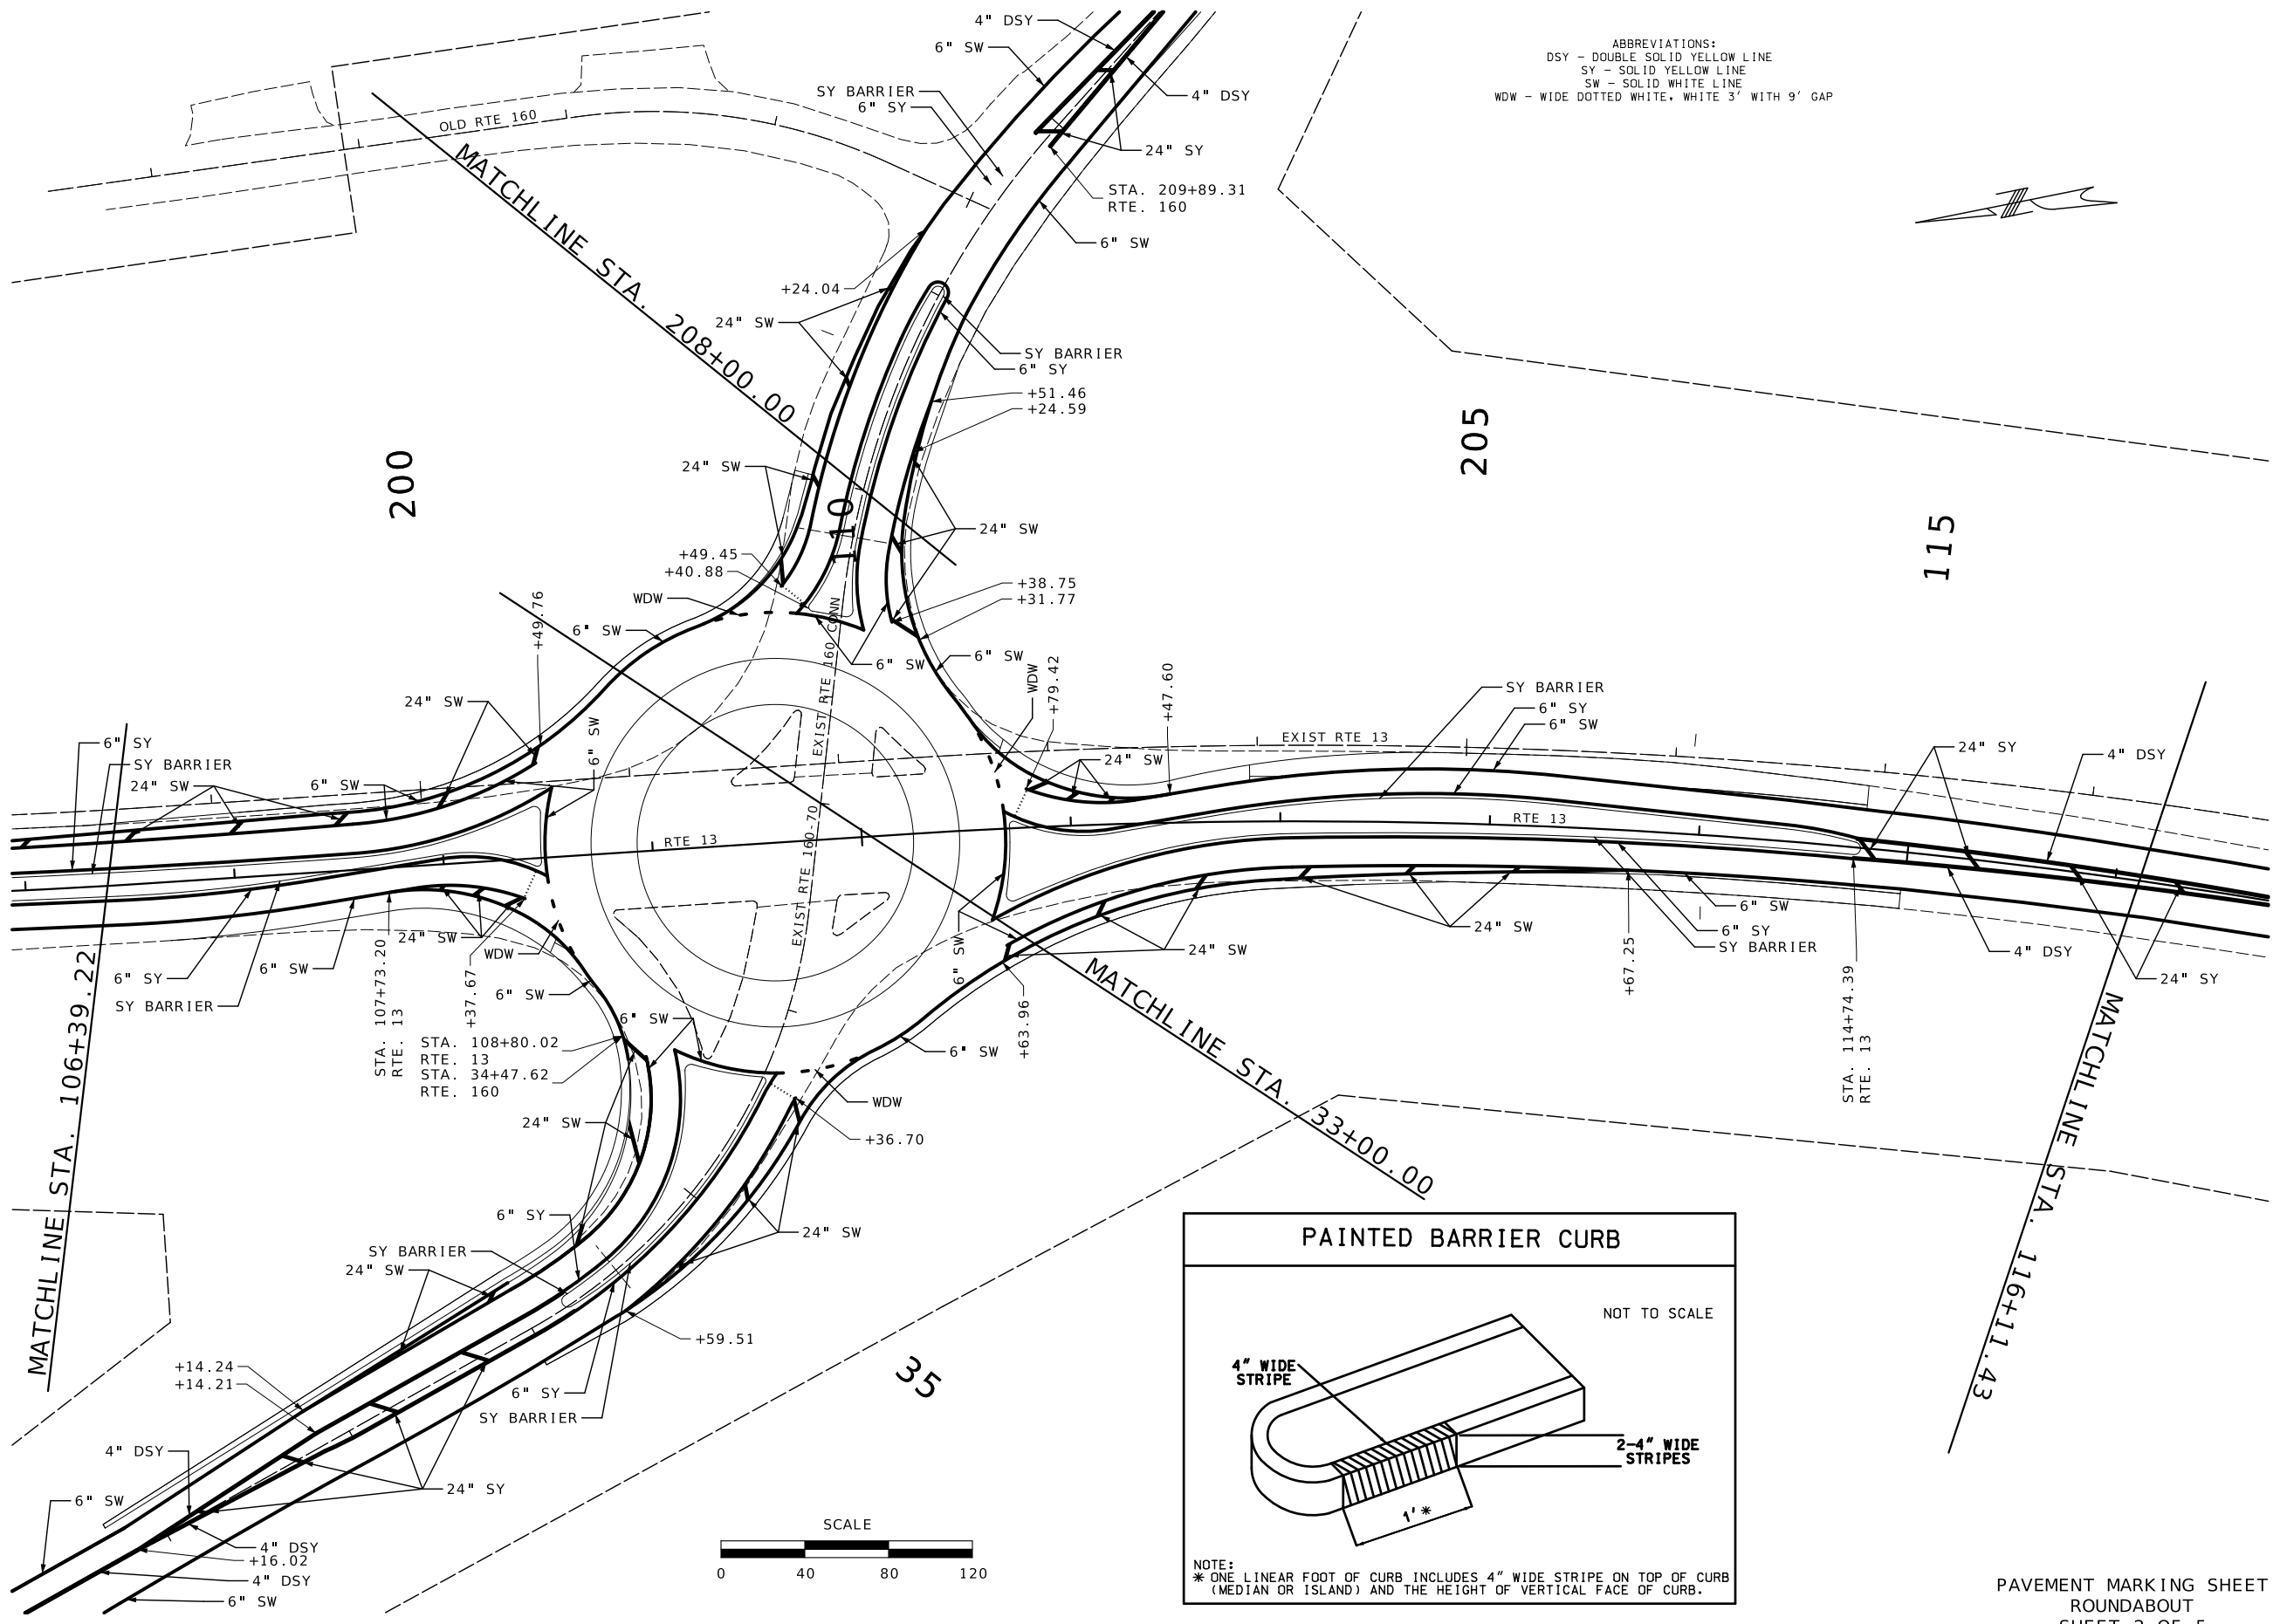 4" DSY
6" SW
SY BARRIER
6" SY
4" DSY
24" SY
STA. 209+89.31
RTE. 160
6" SW
ABBREVIATIONS:
DSY - DOUBLE SOLID YELLOW LINE
SY - SOLID YELLOW LINE
SW - SOLID WHITE LINE
WDW - WIDE DOTTED WHITE, WHITE 3' WITH 9' GAP
OLD RTE 160
MATCHLINE STA. 208+00.00
+24.04
24" SW
SY BARRIER
6" SY
+51.46
+24.59
200
205
115
110
24" SW
24" SW
+49.45
+40.88
WDW
6" SW
+38.75
+31.77
6" SW
6" SW
EXIST RTE 160 CONN
+49.76
24" SW
6" SW
WDW
+79.42
+47.60
24" SW
SY BARRIER
6" SY
6" SW
EXIST RTE 13
24" SY
4" DSY
6" SY
SY BARRIER
24" SW
6" SW
RTE 13
RTE 13
EXIST RTE 160-70
6" SY
SY BARRIER
6" SW
24" SW
WDW
6" SW
STA. 107+73.20
RTE. 13
+37.67
6" SW
24" SW
24" SW
6" SW
6" SY
SY BARRIER
4" DSY
24" SY
+67.25
+63.96
STA. 114+74.39
RTE. 13
MATCHLINE STA. 106+39.22
MATCHLINE STA. 33+00.00
MATCHLINE STA. 116+11.43
STA. 108+80.02
RTE. 13
STA. 34+47.62
RTE. 160
6" SW
6" SW
WDW
24" SW
+36.70
6" SY
SY BARRIER
24" SW
24" SW
+59.51
+14.24
+14.21
6" SY
SY BARRIER
35
4" DSY
24" SY
6" SW
4" DSY
+16.02
4" DSY
6" SW
SCALE
0 40 80 120
PAINTED BARRIER CURB
NOT TO SCALE
4" WIDE
STRIPE
2-4" WIDE
STRIPES
1' *
NOTE:
* ONE LINEAR FOOT OF CURB INCLUDES 4" WIDE STRIPE ON TOP OF CURB
(MEDIAN OR ISLAND) AND THE HEIGHT OF VERTICAL FACE OF CURB.
PAVEMENT MARKING SHEET
ROUNDABOUT
SHEET 2 OF 5